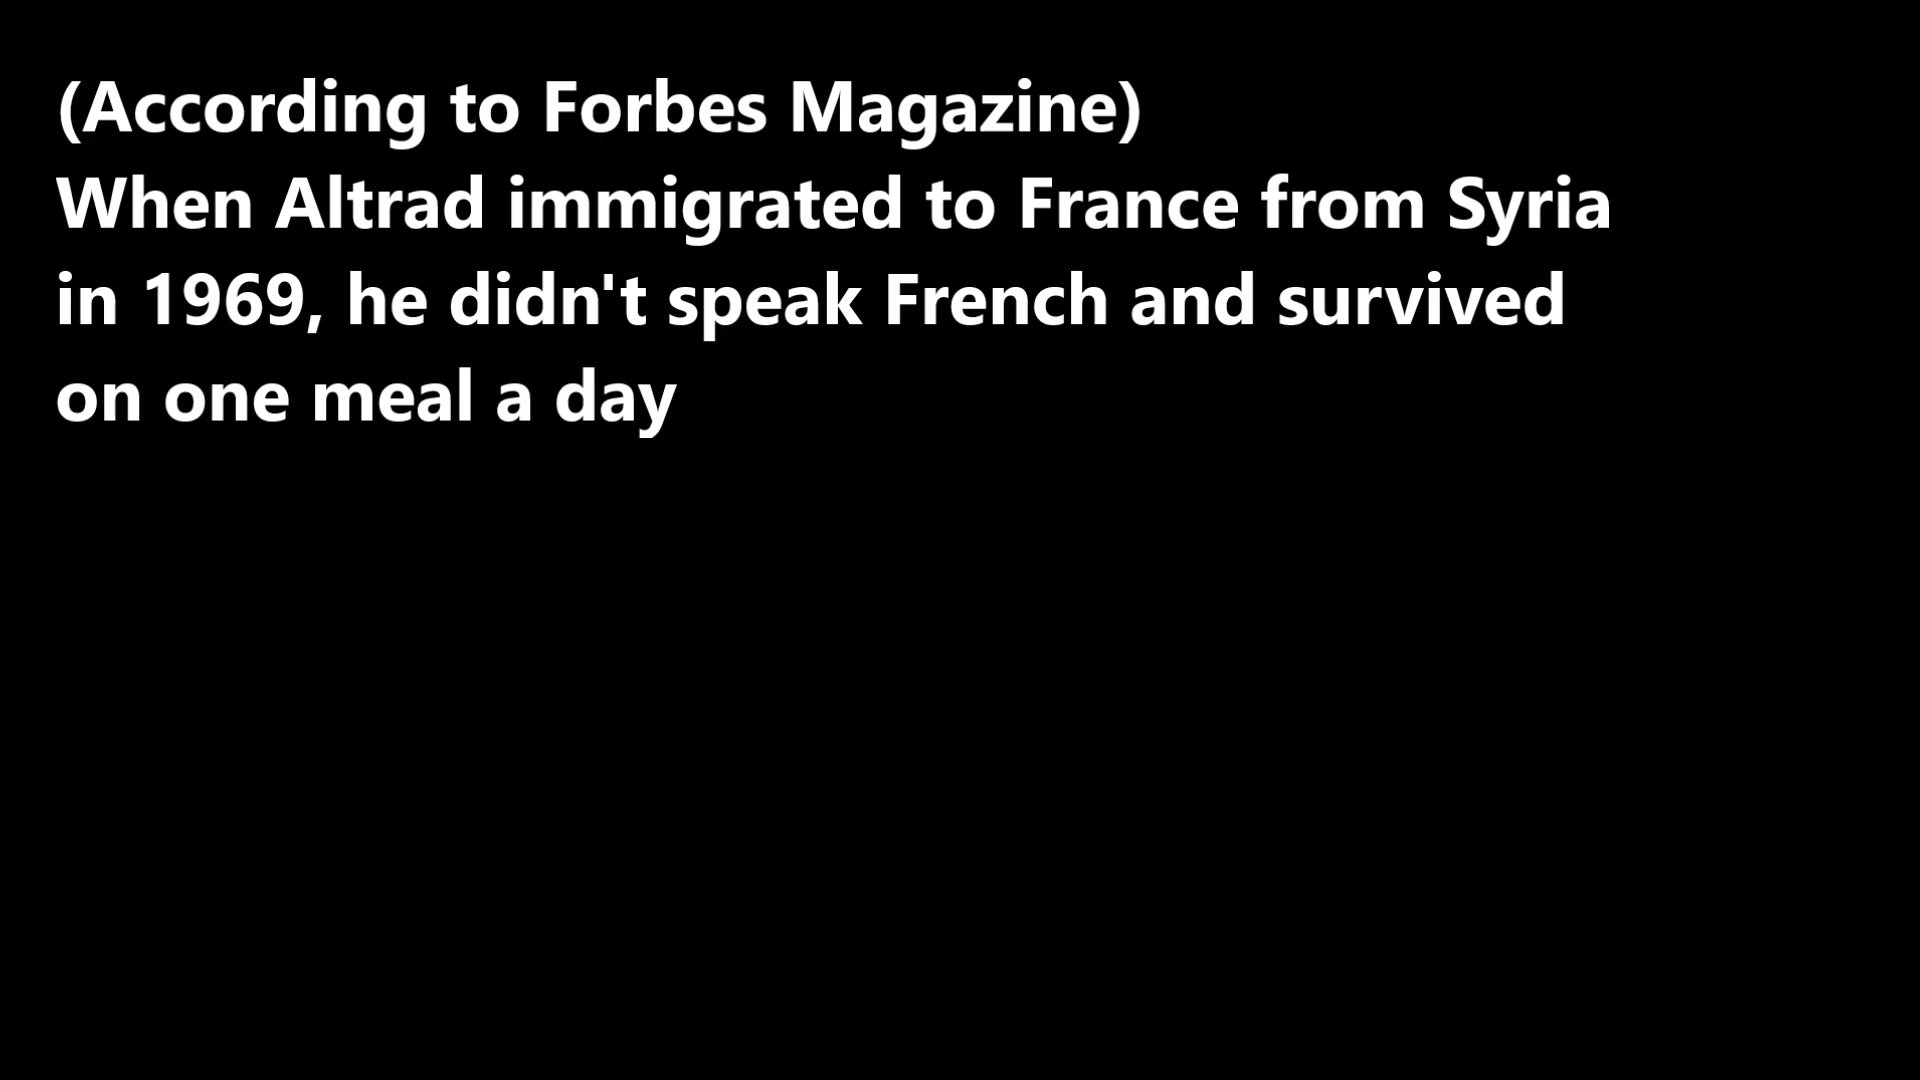 (According to Forbes Magazine)
When Altrad immigrated to France from Syria
in 1969, he didn't speak French and survived
on one meal a day